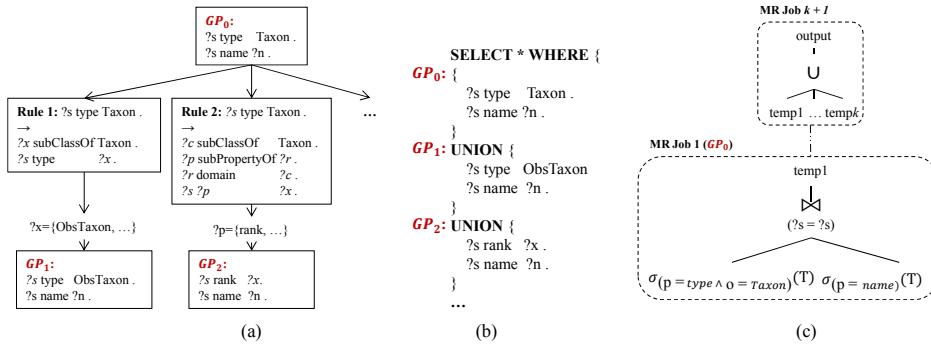 GP₀:
?s type Taxon .
?s name ?n .
Rule 1: ?s type Taxon .
→
?x subClassOf Taxon .
?s type ?x .
Rule 2: ?s type Taxon .
→
?c subClassOf Taxon .
?p subPropertyOf ?r .
?r domain ?c .
?s ?p ?x .
...
?x={ObsTaxon, …}
?p={rank, …}
GP₁:
?s type ObsTaxon .
?s name ?n .
GP₂:
?s rank ?x.
?s name ?n .
(a)
SELECT * WHERE {
GP₀: {
?s type Taxon .
?s name ?n .
}
GP₁: UNION {
?s type ObsTaxon
?s name ?n .
}
GP₂: UNION {
?s rank ?x .
?s name ?n .
}
...
(b)
MR Job k + 1
output
∪
temp1 … tempk
MR Job 1 (GP₀)
temp1
⋈
(?s = ?s)
σ(p = type ∧ o = Taxon)(T) σ(p = name)(T)
(c)